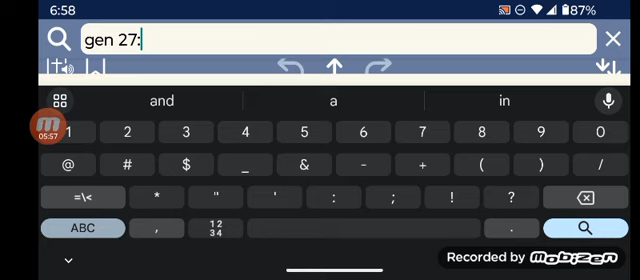 6:58 87%
gen 27:
and a in
05:57
1 2 3 4 5 6 7 8 9 0
@ # $ _ & - + ( ) /
=\< * " ' : ; ! ?
ABC , 12 34 .
Recorded by MOBIZEN